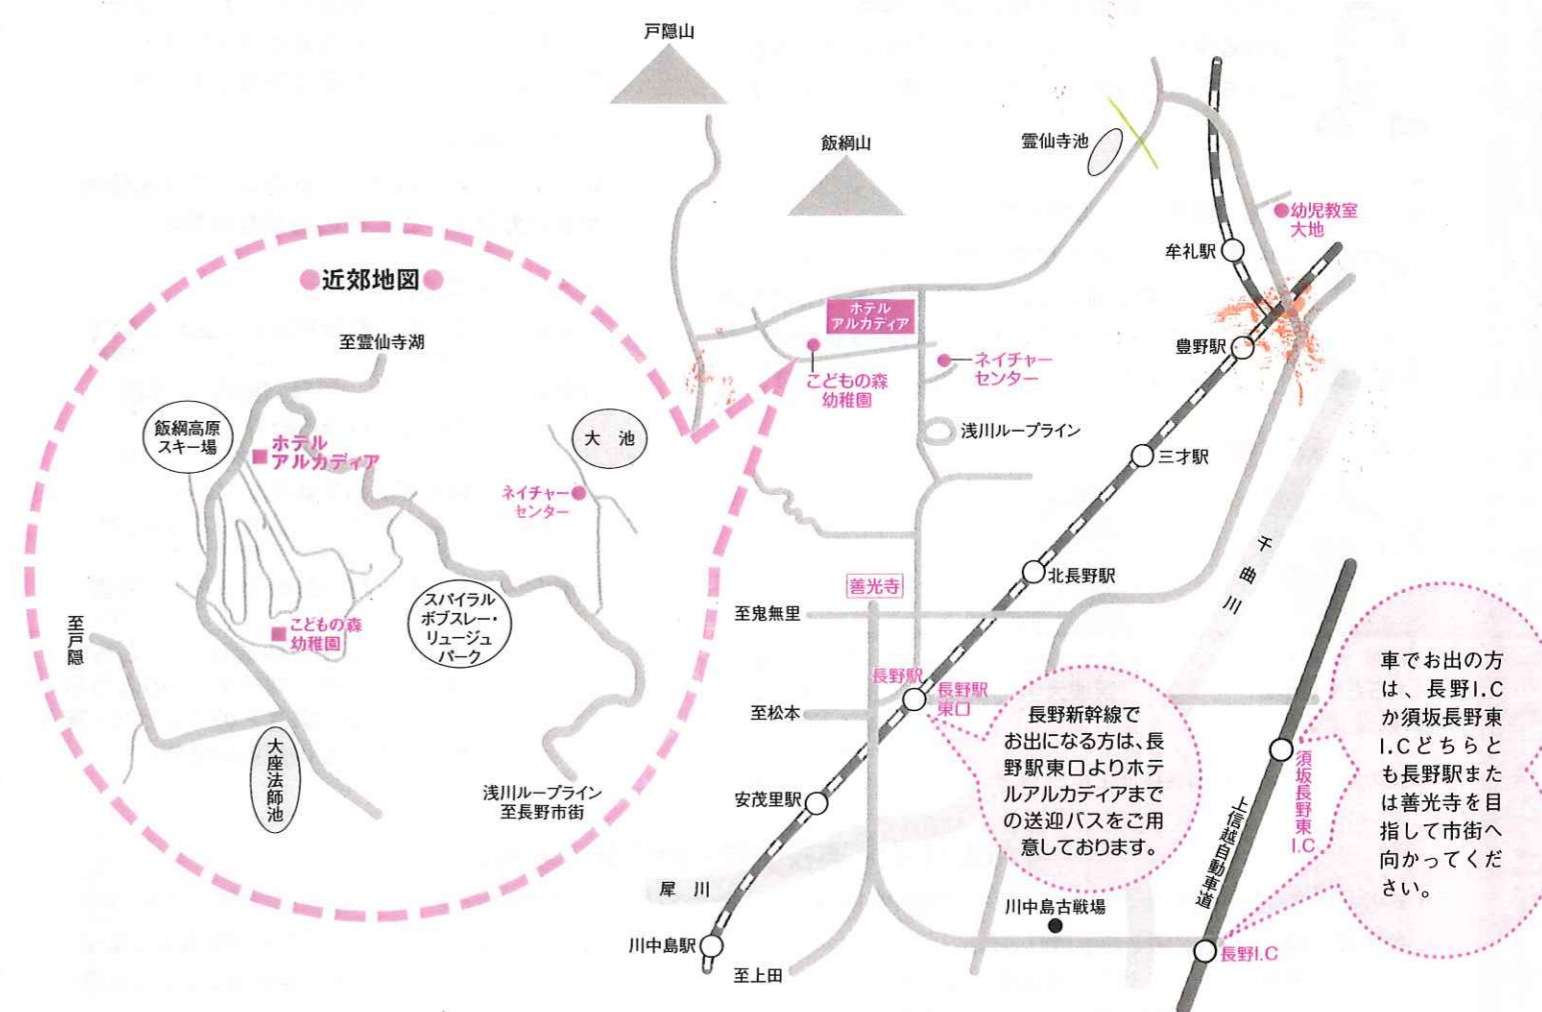 戸隠山
飯綱山
霊仙寺池
幼児教室
大地
牟礼駅
豊野駅
ホテル
アルカディア
こどもの森
幼稚園
ネイチャー
センター
浅川ループライン
三才駅
北長野駅
千曲川
善光寺
至鬼無里
長野駅
長野駅
東口
至松本
安茂里駅
犀川
川中島駅
至上田
川中島古戦場
長野I.C
上信越自動車道
須坂長野東I.C
長野新幹線で
お出になる方は、長
野駅東口よりホテ
ルアルカディアまで
の送迎バスをご用
意しております。
車でお出の方
は、長野I.C
か須坂長野東
I.Cどちらと
も長野駅また
は善光寺を目
指して市街へ
向かってくだ
さい。
近郊地図
至霊仙寺湖
飯綱高原
スキー場
ホテル
アルカディア
大池
ネイチャー
センター
スパイラル
ボブスレー・
リュージュ
パーク
こどもの森
幼稚園
至戸隠
大座法師池
浅川ループライン
至長野市街